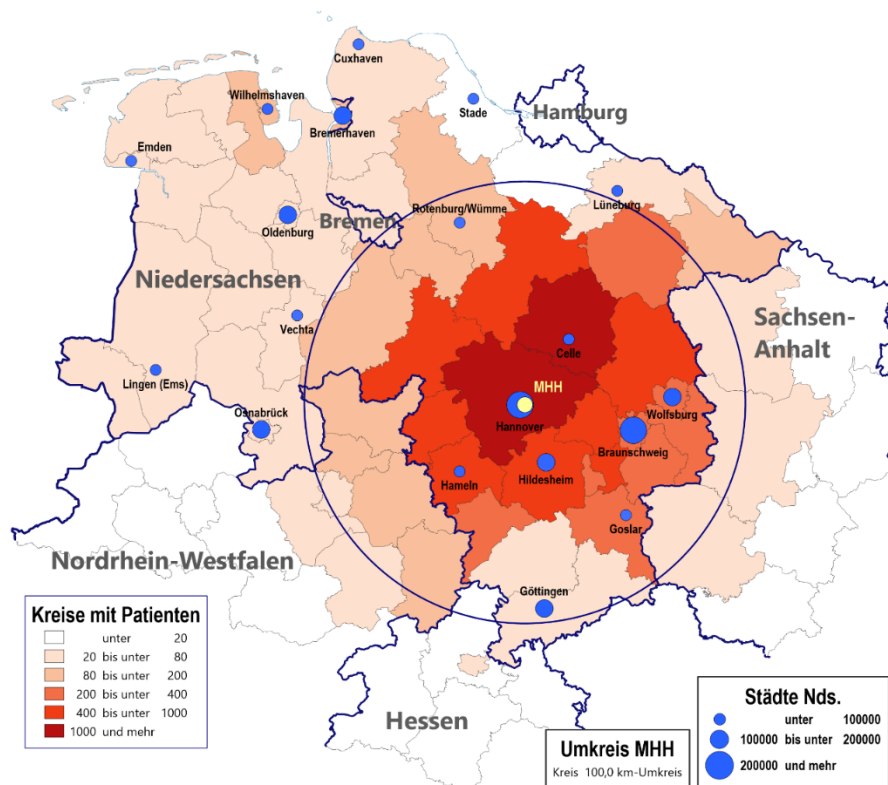 Cuxhaven
Wilhelmshaven
Stade
Hamburg
Bremerhaven
Emden
Lüneburg
Rotenburg/Wümme
Bremen
Oldenburg
Niedersachsen
Vechta
Sachsen-
Anhalt
Celle
Lingen (Ems)
MHH
Wolfsburg
Osnabrück
Hannover
Braunschweig
Hameln
Hildesheim
Goslar
Nordrhein-Westfalen
Göttingen
Kreise mit Patienten
unter 20
20 bis unter 80
80 bis unter 200
200 bis unter 400
400 bis unter 1000
1000 und mehr
Hessen
Umkreis MHH
Kreis 100,0 km-Umkreis
Städte Nds.
unter 100000
100000 bis unter 200000
200000 und mehr